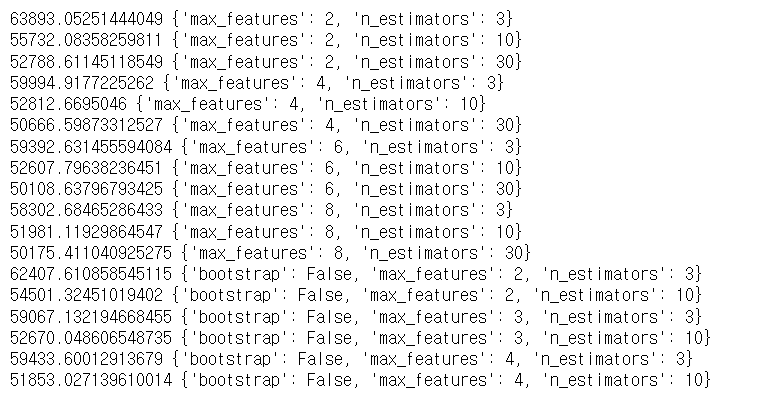 63893.05251444049 {'max_features': 2, 'n_estimators': 3}
55732.08358259811 {'max_features': 2, 'n_estimators': 10}
52788.61145118549 {'max_features': 2, 'n_estimators': 30}
59994.9177225262 {'max_features': 4, 'n_estimators': 3}
52812.6695046 {'max_features': 4, 'n_estimators': 10}
50666.59873312527 {'max_features': 4, 'n_estimators': 30}
59392.631455594084 {'max_features': 6, 'n_estimators': 3}
52607.79638236451 {'max_features': 6, 'n_estimators': 10}
50108.63796793425 {'max_features': 6, 'n_estimators': 30}
58302.68465286433 {'max_features': 8, 'n_estimators': 3}
51981.11929864547 {'max_features': 8, 'n_estimators': 10}
50175.411040925275 {'max_features': 8, 'n_estimators': 30}
62407.610858545115 {'bootstrap': False, 'max_features': 2, 'n_estimators': 3}
54501.32451019402 {'bootstrap': False, 'max_features': 2, 'n_estimators': 10}
59067.132194668455 {'bootstrap': False, 'max_features': 3, 'n_estimators': 3}
52670.048606548735 {'bootstrap': False, 'max_features': 3, 'n_estimators': 10}
59433.60012913679 {'bootstrap': False, 'max_features': 4, 'n_estimators': 3}
51853.027139610014 {'bootstrap': False, 'max_features': 4, 'n_estimators': 10}